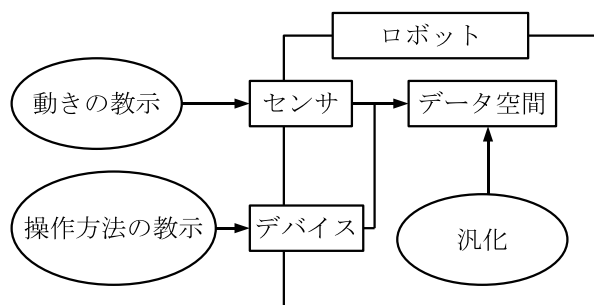 ロボット
動きの教示
センサ
データ空間
操作方法の教示
デバイス
汎化